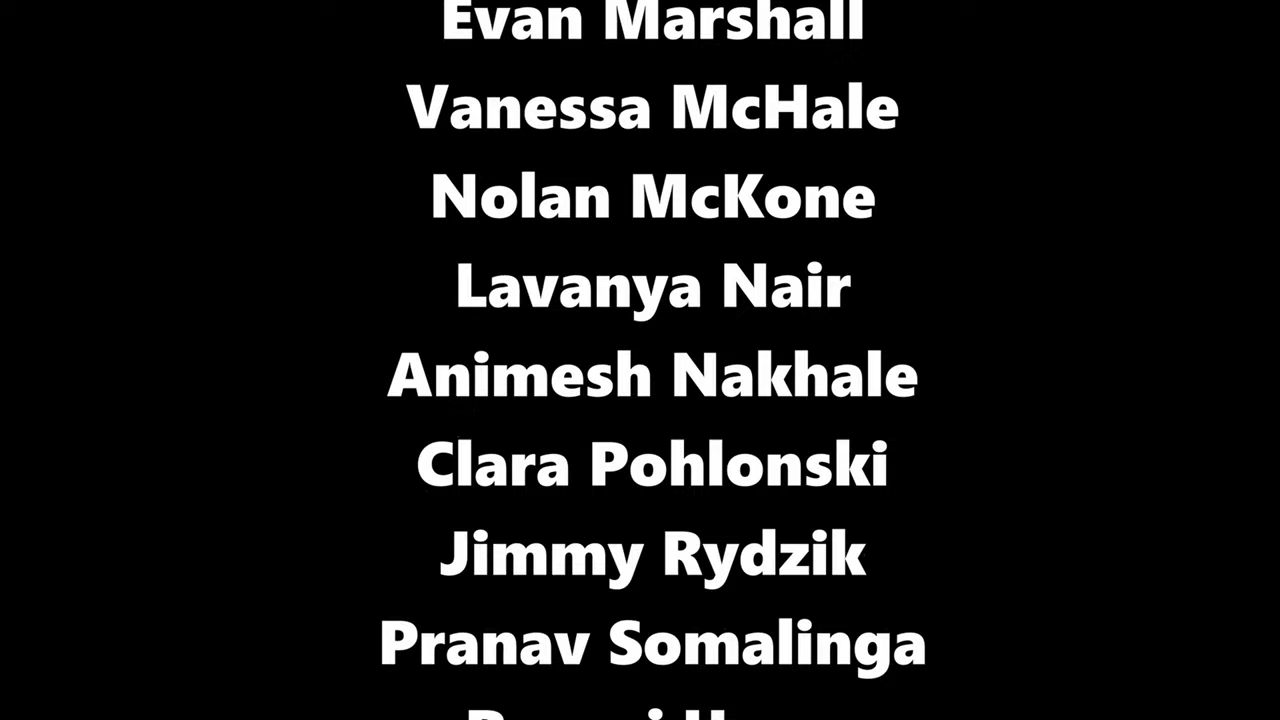 Evan Marshall
Vanessa McHale
Nolan McKone
Lavanya Nair
Animesh Nakhale
Clara Pohlonski
Jimmy Rydzik
Pranav Somalinga